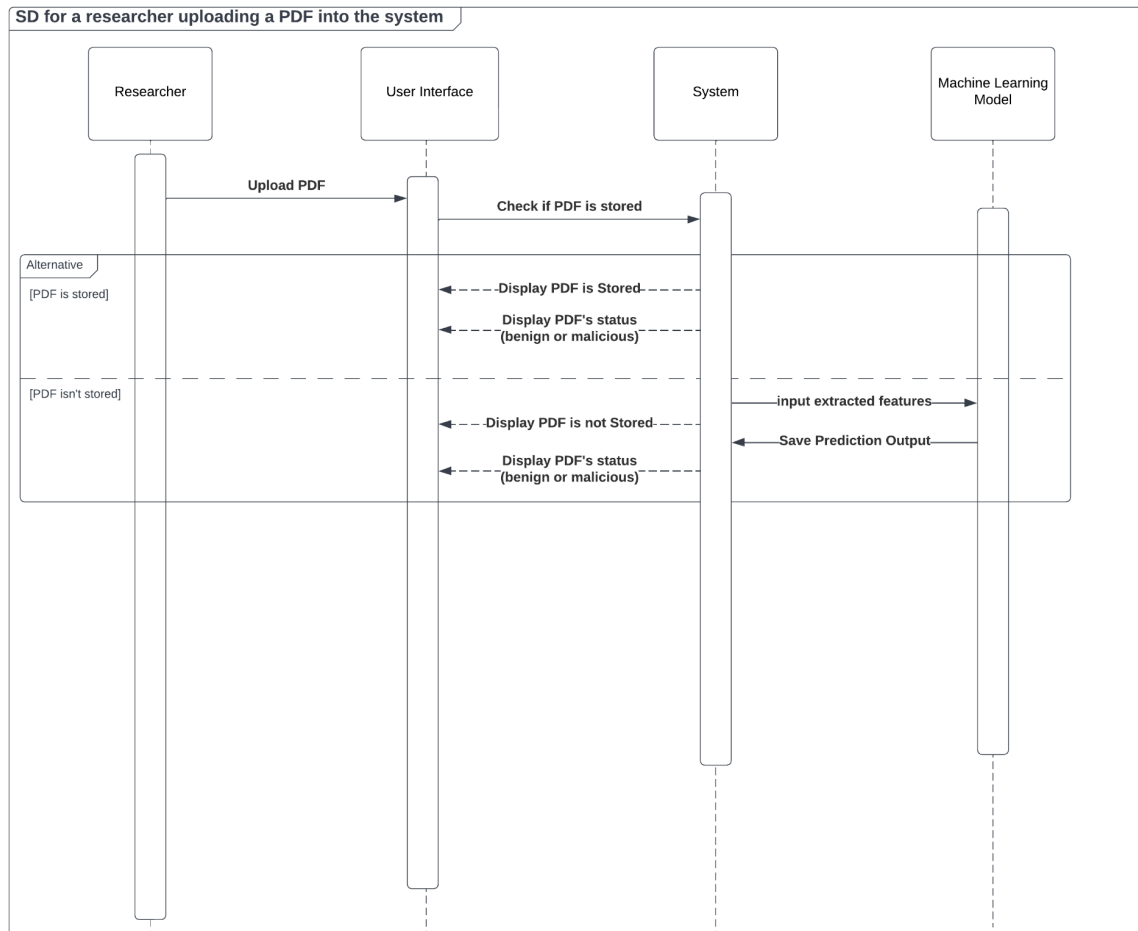 SD for a researcher uploading a PDF into the system
Researcher
User Interface
System
Machine Learning
Model
Upload PDF
Check if PDF is stored
Alternative
[PDF is stored]
Display PDF is Stored
Display PDF's status
(benign or malicious)
[PDF isn't stored]
input extracted features
Display PDF is not Stored
Save Prediction Output
Display PDF's status
(benign or malicious)